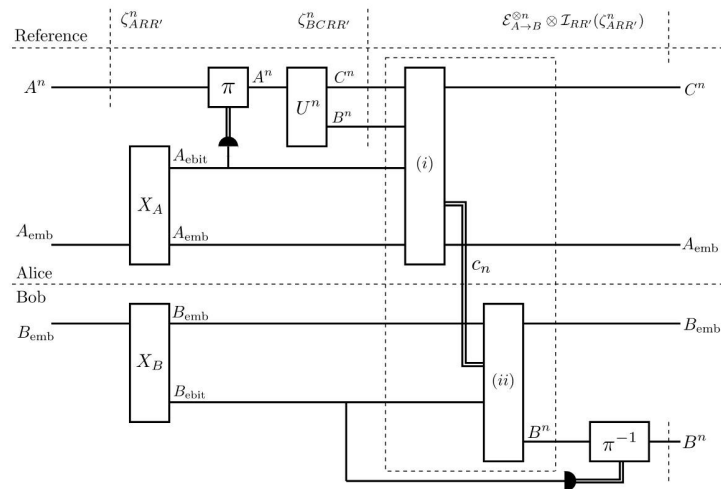 ζ^n_{ARR′} ζ^n_{BCRR′} 𝓔^{⊗n}_{A→B} ⊗ 𝓘_{RR′}(ζ^n_{ARR′})
Reference
A^n π A^n U^n C^n C^n
B^n
A_ebit
X_A (i)
A_emb A_emb A_emb
Alice c_n
Bob
B_emb B_emb B_emb
X_B (ii)
B_ebit
B^n π^{−1} B^n